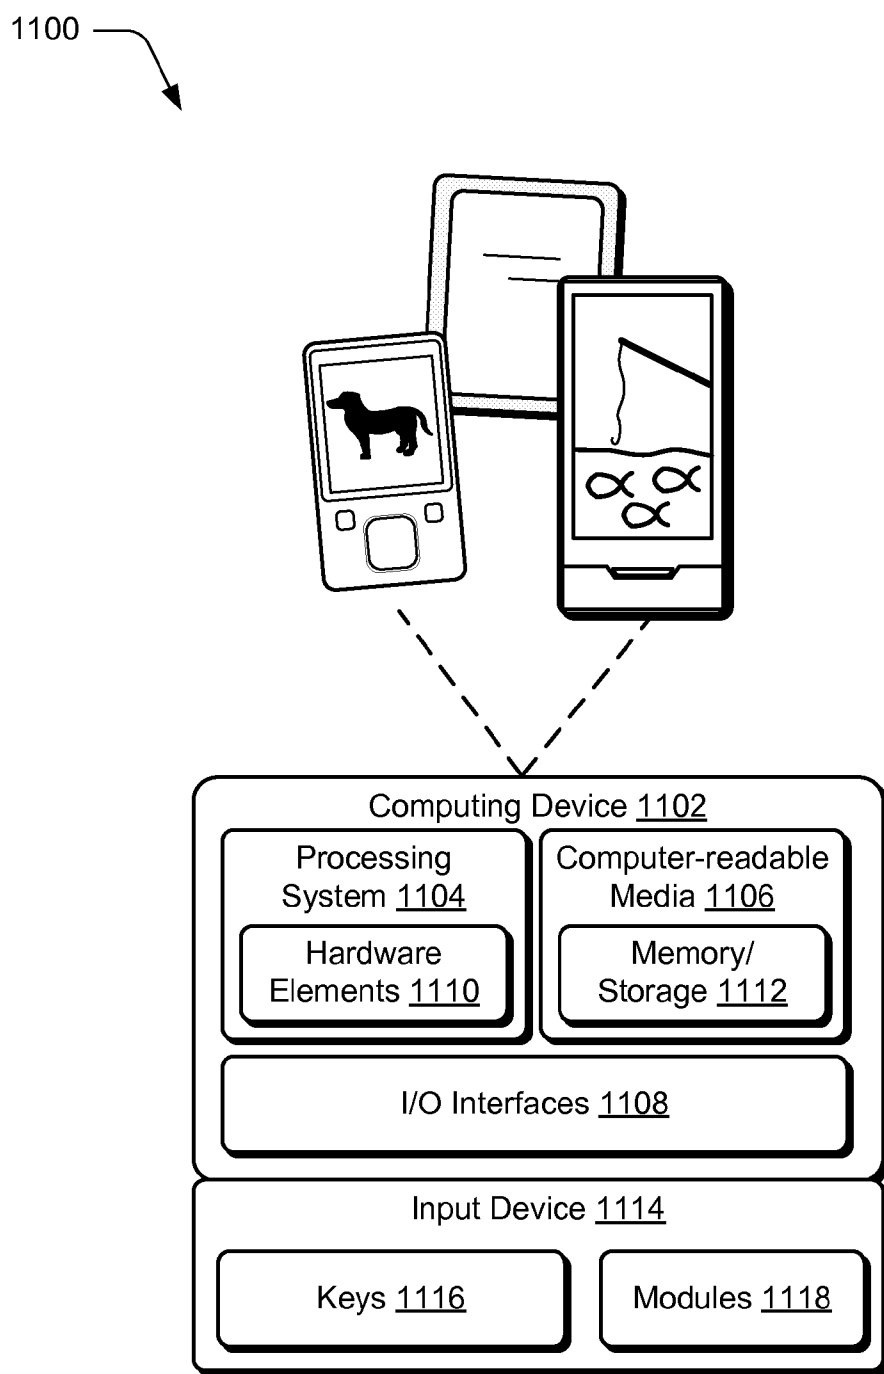 1100
Computing Device 1102
Processing
System 1104
Hardware
Elements 1110
Computer-readable
Media 1106
Memory/
Storage 1112
I/O Interfaces 1108
Input Device 1114
Keys 1116
Modules 1118